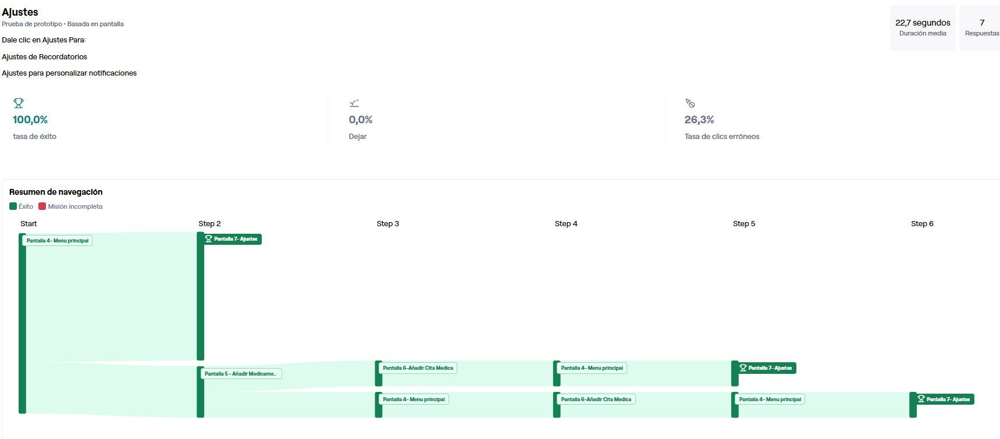 Ajustes
Prueba de prototipo • Basada en pantalla
Dale clic en Ajustes Para:
Ajustes de Recordatorios
Ajustes para personalizar notificaciones
22,7 segundos
Duración media
7
Respuestas
100,0%
tasa de éxito
0,0%
Dejar
26,3%
Tasa de clics erróneos
Resumen de navegación
Éxito
Misión incompleta
Start
Step 2
Step 3
Step 4
Step 5
Step 6
Pantalla 4- Menu principal
Pantalla 7- Ajustes
Pantalla 5 - Añadir Medicame...
Pantalla 6-Añadir Cita Medica
Pantalla 4- Menu principal
Pantalla 7- Ajustes
Pantalla 4- Menu principal
Pantalla 6-Añadir Cita Medica
Pantalla 4- Menu principal
Pantalla 7- Ajustes